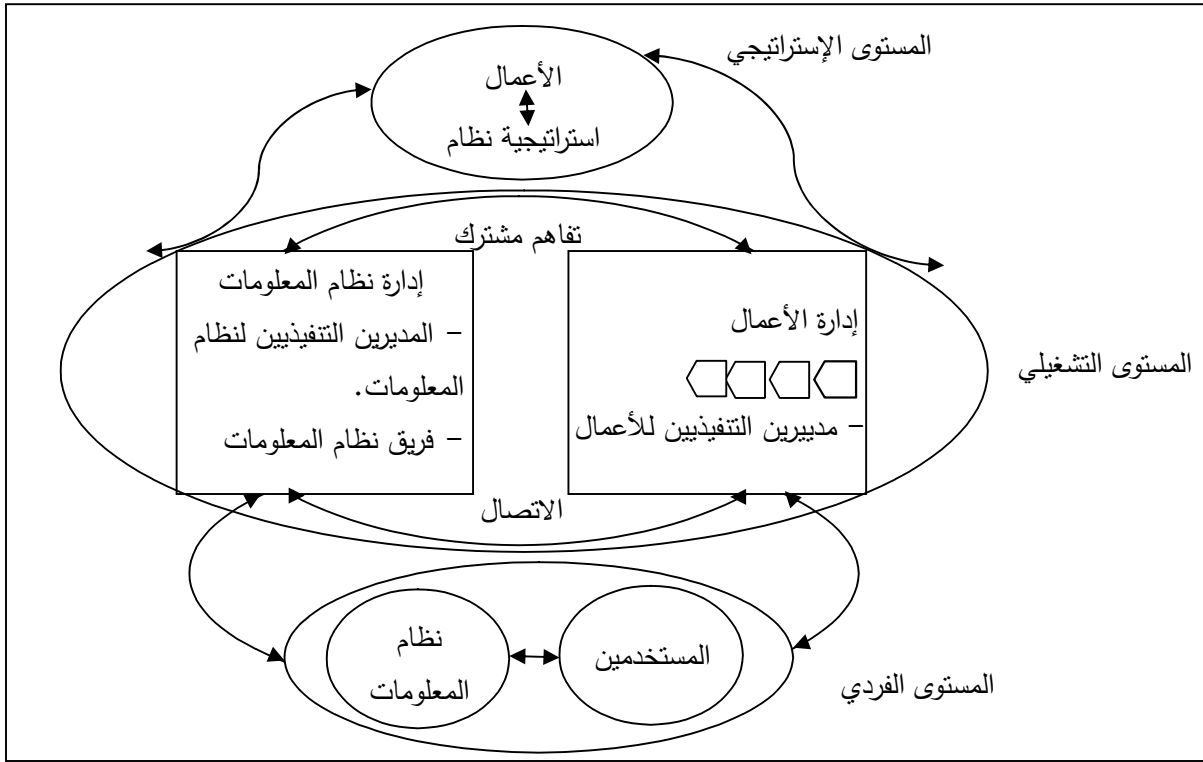 المستوى الإستراتيجي
الأعمال
استراتيجية نظام
تفاهم مشترك
إدارة الأعمال
– مدييرين التنفيذيين للأعمال
إدارة نظام المعلومات
– المديرين التنفيذيين لنظام
المعلومات.
– فريق نظام المعلومات
المستوى التشغيلي
الاتصال
المستخدمين
نظام
المعلومات
المستوى الفردي